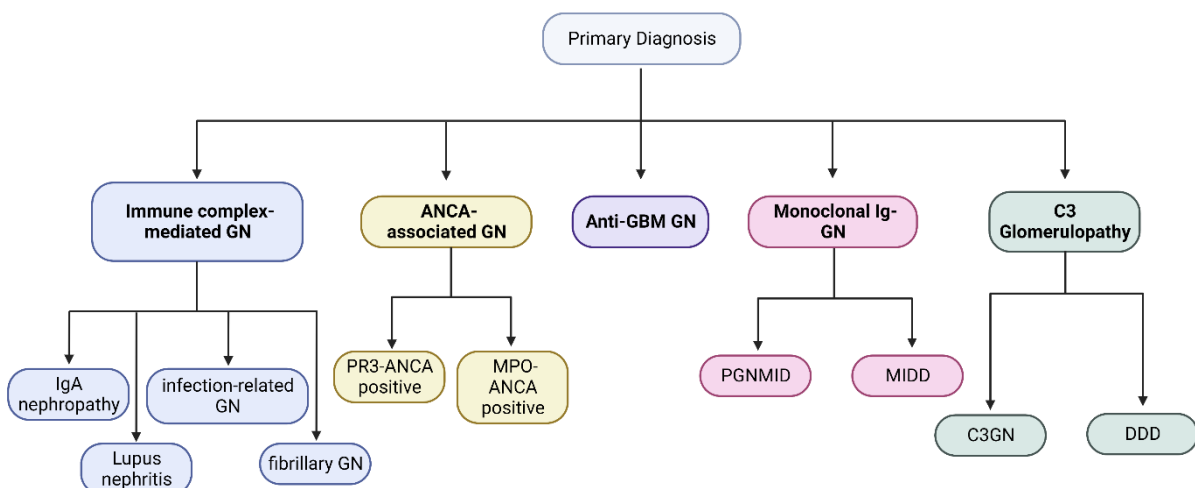 Primary Diagnosis
Immune complex-
mediated GN
ANCA-
associated GN
Anti-GBM GN
Monoclonal Ig-
GN
C3
Glomerulopathy
IgA
nephropathy
Lupus
nephritis
infection-related
GN
fibrillary GN
PR3-ANCA
positive
MPO-
ANCA
positive
PGNMID
MIDD
C3GN
DDD